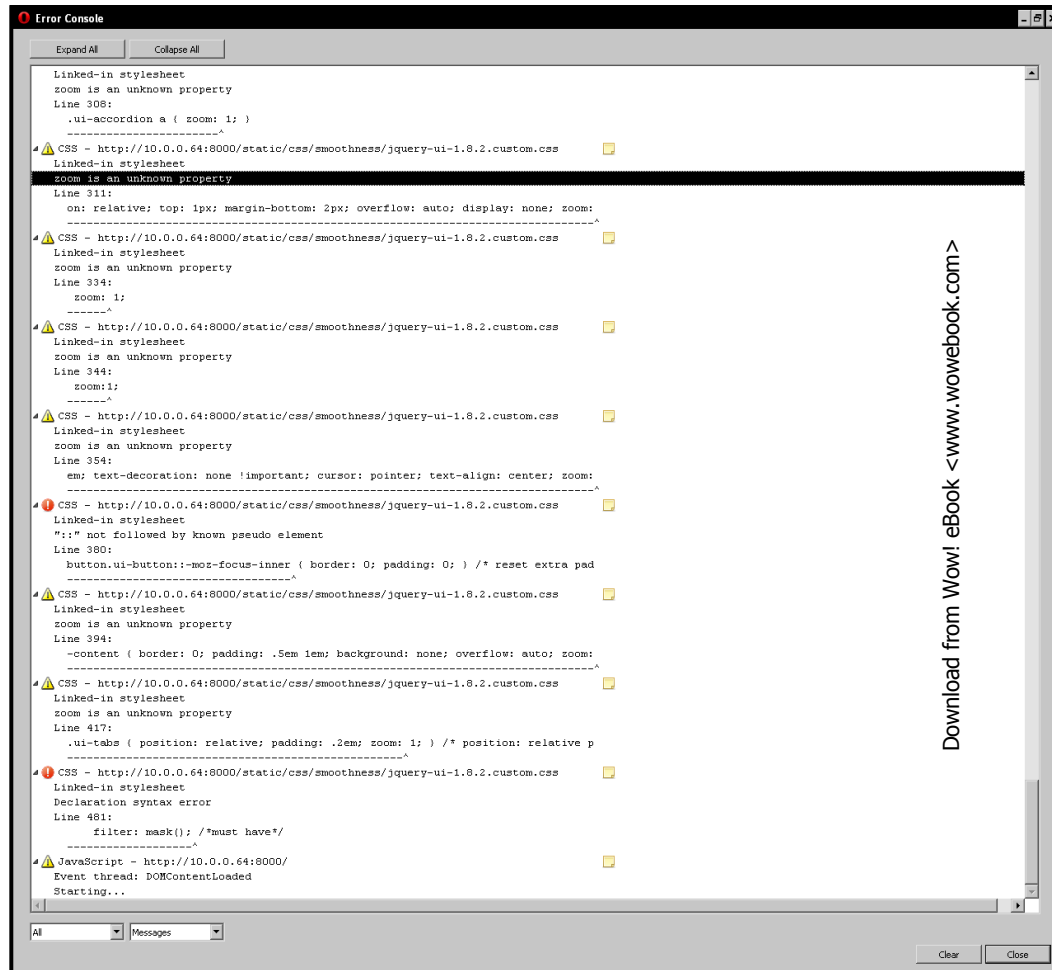 Error Console
Expand All
Collapse All
Linked-in stylesheet
zoom is an unknown property
Line 308:
.ui-accordion a { zoom: 1; }
-----------------------^
CSS - http://10.0.0.64:8000/static/css/smoothness/jquery-ui-1.8.2.custom.css
Linked-in stylesheet
zoom is an unknown property
Line 311:
on: relative; top: 1px; margin-bottom: 2px; overflow: auto; display: none; zoom:
--------------------------------------------------------------------------------^
CSS - http://10.0.0.64:8000/static/css/smoothness/jquery-ui-1.8.2.custom.css
Linked-in stylesheet
zoom is an unknown property
Line 334:
zoom: 1;
------^
CSS - http://10.0.0.64:8000/static/css/smoothness/jquery-ui-1.8.2.custom.css
Linked-in stylesheet
zoom is an unknown property
Line 344:
zoom:1;
------^
CSS - http://10.0.0.64:8000/static/css/smoothness/jquery-ui-1.8.2.custom.css
Linked-in stylesheet
zoom is an unknown property
Line 354:
em; text-decoration: none !important; cursor: pointer; text-align: center; zoom:
--------------------------------------------------------------------------------^
CSS - http://10.0.0.64:8000/static/css/smoothness/jquery-ui-1.8.2.custom.css
Linked-in stylesheet
"::" not followed by known pseudo element
Line 380:
button.ui-button::-moz-focus-inner { border: 0; padding: 0; } /* reset extra pad
----------------------------------^
CSS - http://10.0.0.64:8000/static/css/smoothness/jquery-ui-1.8.2.custom.css
Linked-in stylesheet
zoom is an unknown property
Line 394:
-content { border: 0; padding: .5em 1em; background: none; overflow: auto; zoom:
--------------------------------------------------------------------------------^
CSS - http://10.0.0.64:8000/static/css/smoothness/jquery-ui-1.8.2.custom.css
Linked-in stylesheet
zoom is an unknown property
Line 417:
.ui-tabs { position: relative; padding: .2em; zoom: 1; } /* position: relative p
---------------------------------------------------^
CSS - http://10.0.0.64:8000/static/css/smoothness/jquery-ui-1.8.2.custom.css
Linked-in stylesheet
Declaration syntax error
Line 481:
filter: mask(); /*must have*/
-------------------^
JavaScript - http://10.0.0.64:8000/
Event thread: DOMContentLoaded
Starting...
All
Messages
Clear
Close
Download from Wow! eBook <www.wowebook.com>